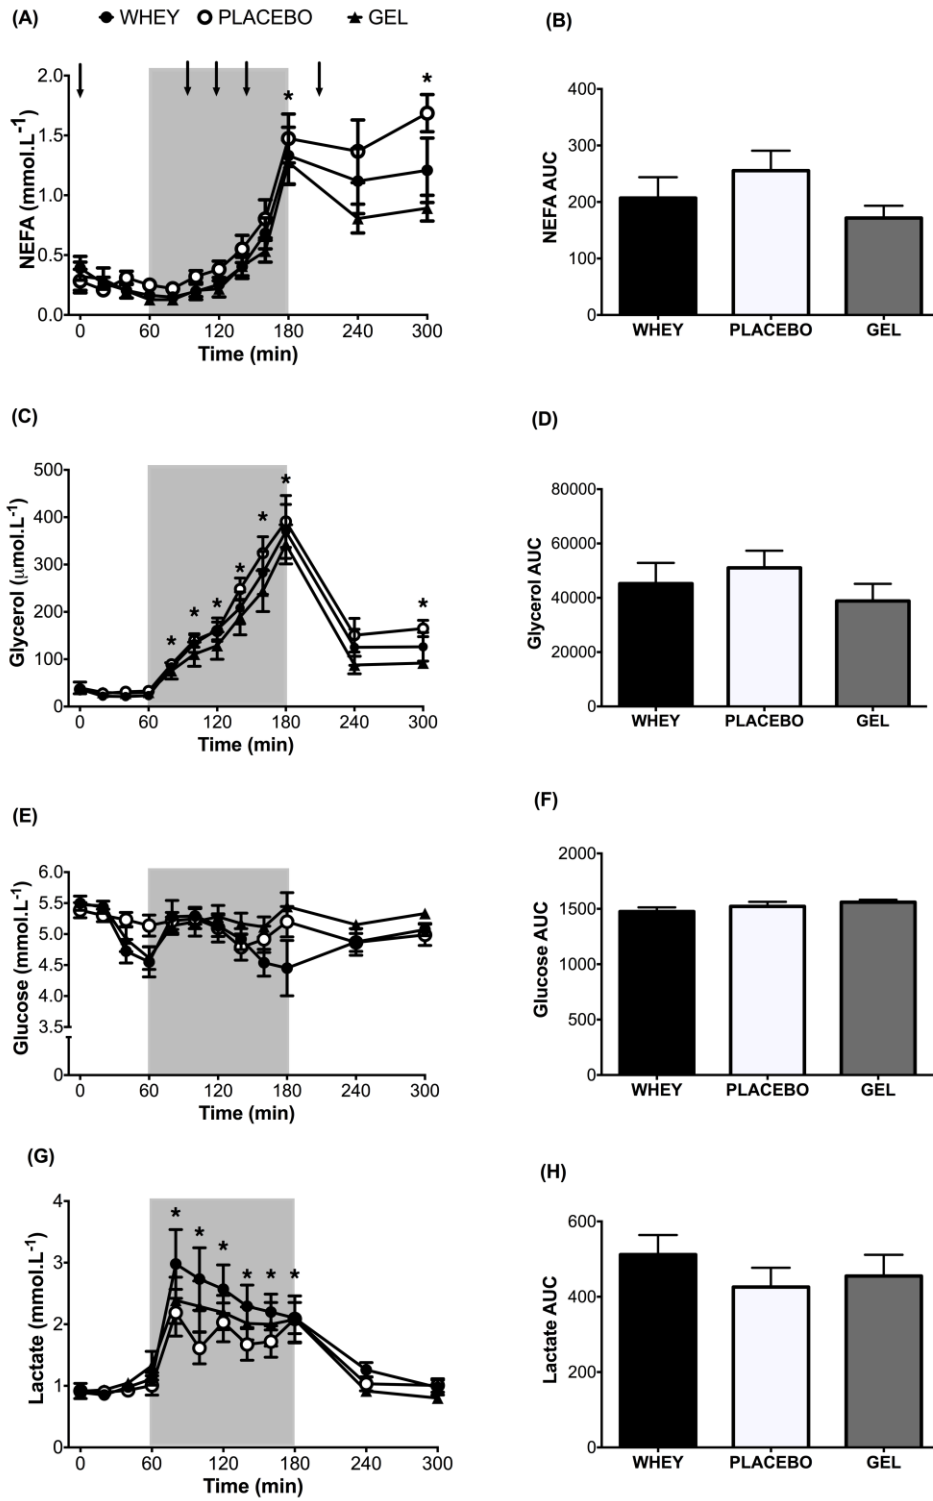 (A) WHEY PLACEBO GEL
2.0
1.5
1.0
0.5
0.0
NEFA (mmol.L⁻¹)
* *
0 60 120 180 240 300
Time (min)
(B)
400
300
200
100
0
NEFA AUC
WHEY PLACEBO GEL
(C)
500
400
300
200
100
0
Glycerol (μmol.L⁻¹)
* * * * * * *
0 60 120 180 240 300
Time (min)
(D)
80000
60000
40000
20000
0
Glycerol AUC
WHEY PLACEBO GEL
(E)
6.0
5.5
5.0
4.5
4.0
3.5
0
Glucose (mmol.L⁻¹)
0 60 120 180 240 300
Time (min)
(F)
2000
1500
1000
500
0
Glucose AUC
WHEY PLACEBO GEL
(G)
4
3
2
1
0
Lactate (mmol.L⁻¹)
* * * * * *
0 60 120 180 240 300
Time (min)
(H)
600
400
200
0
Lactate AUC
WHEY PLACEBO GEL